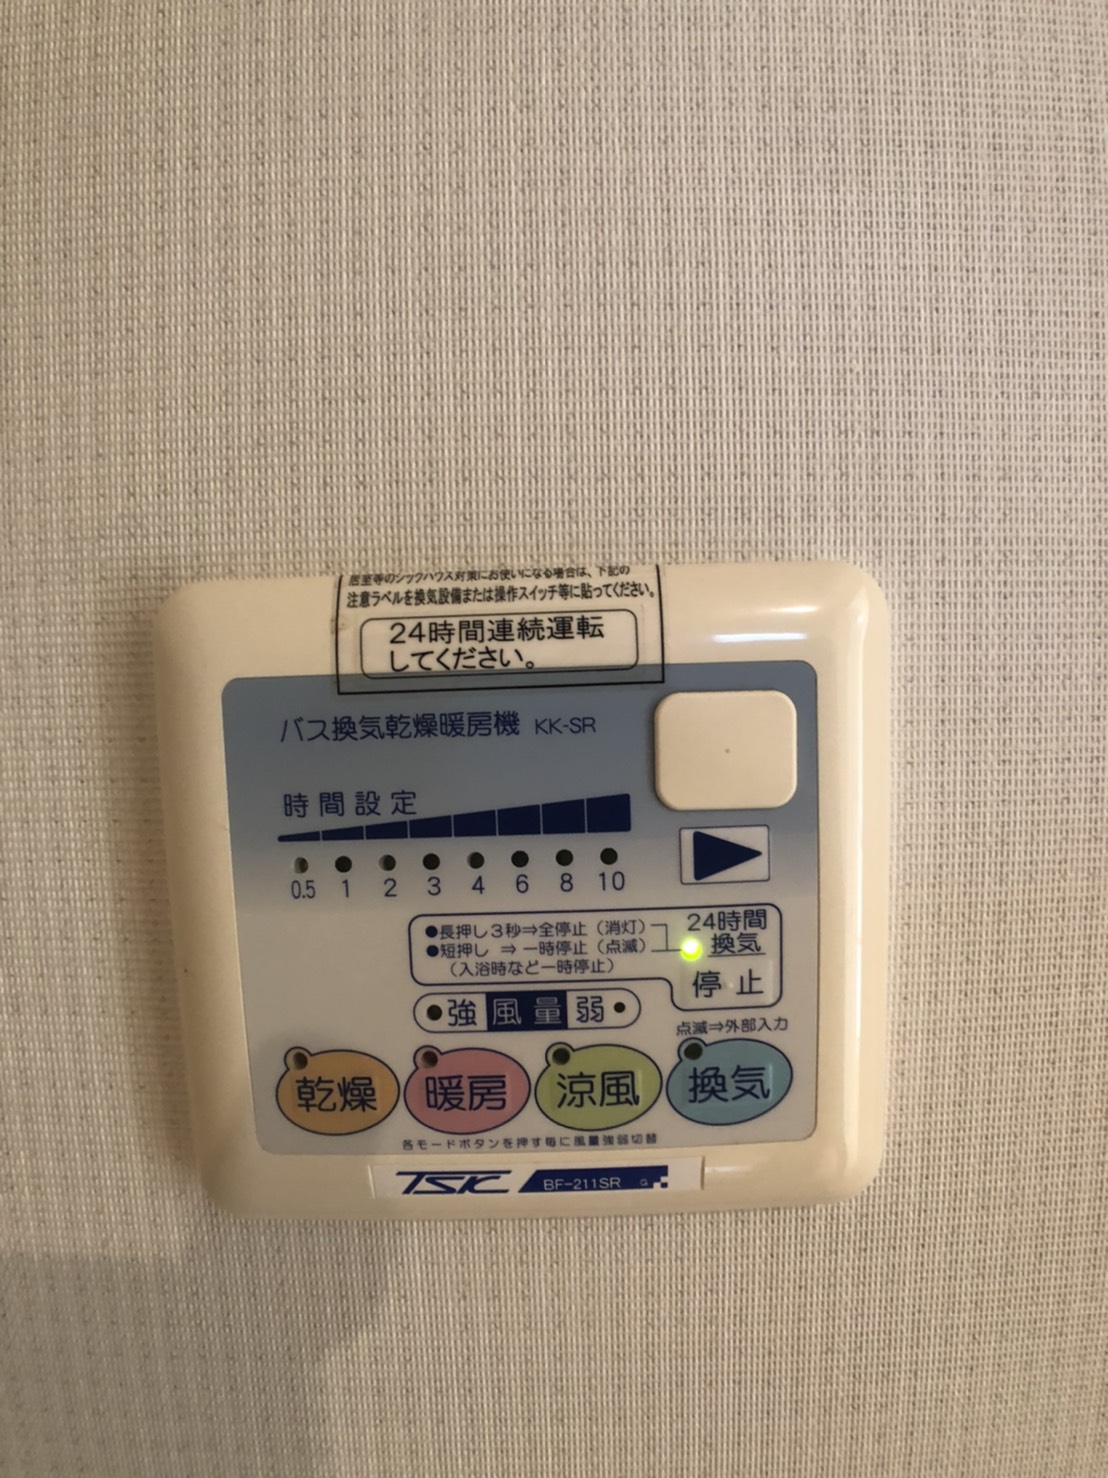 居室等のシックハウス対策にお使いになる場合は、下記の
注意ラベルを換気設備または操作スイッチ等に貼ってください。
24時間連続運転
してください。
バス換気乾燥暖房機 KK-SR
時間設定
0.5 1 2 3 4 6 8 10
●長押し3秒⇒全停止（消灯）
●短押し ⇒ 一時停止（点滅）
（入浴時など一時停止）
24時間
換気
停止
強 風量 弱
点滅⇒外部入力
乾燥 暖房 涼風 換気
各モードボタンを押す毎に風量強弱切替
TSK BF-211SR G